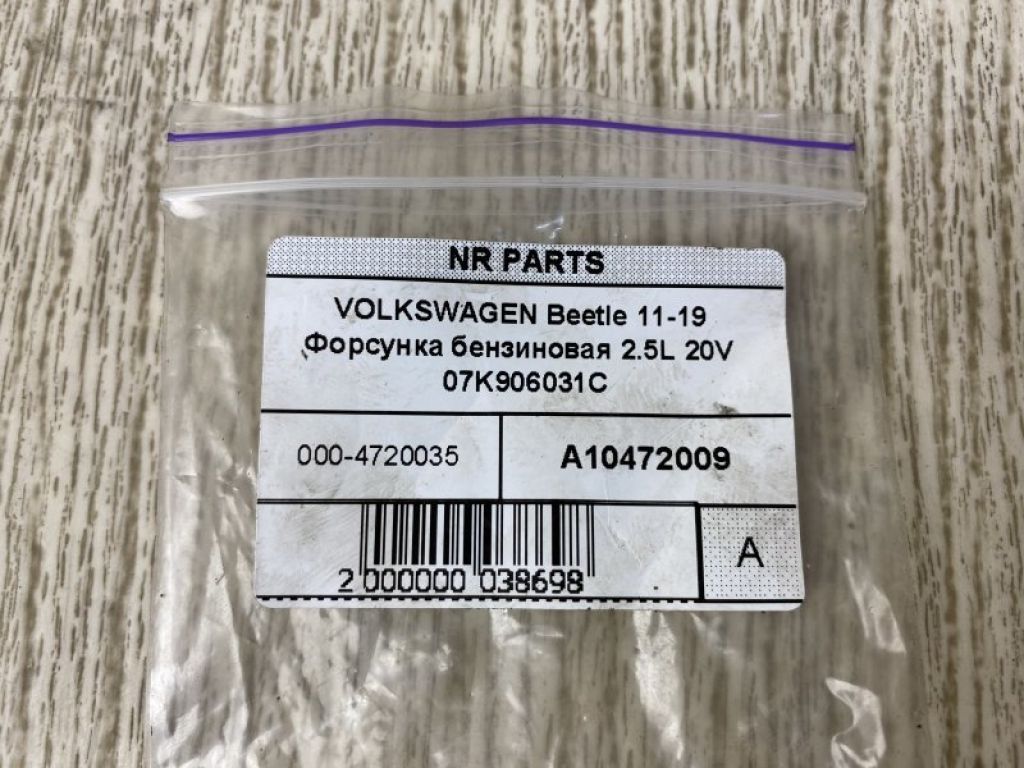 NR PARTS
VOLKSWAGEN Beetle 11-19
Форсунка бензиновая 2.5L 20V
07K906031C
000-4720035
A10472009
2 000000 038698
A